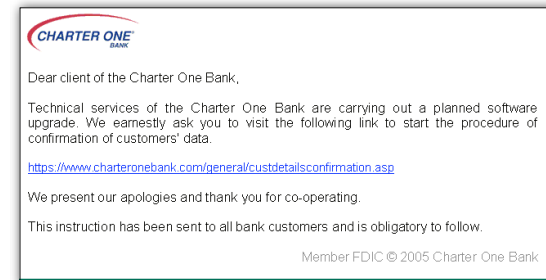 CHARTER ONE
BANK
Dear client of the Charter One Bank,
Technical services of the Charter One Bank are carrying out a planned software
upgrade. We earnestly ask you to visit the following link to start the procedure of
confirmation of customers' data.
https://www.charteronebank.com/general/custdetailsconfirmation.asp
We present our apologies and thank you for co-operating.
This instruction has been sent to all bank customers and is obligatory to follow.
Member FDIC © 2005 Charter One Bank